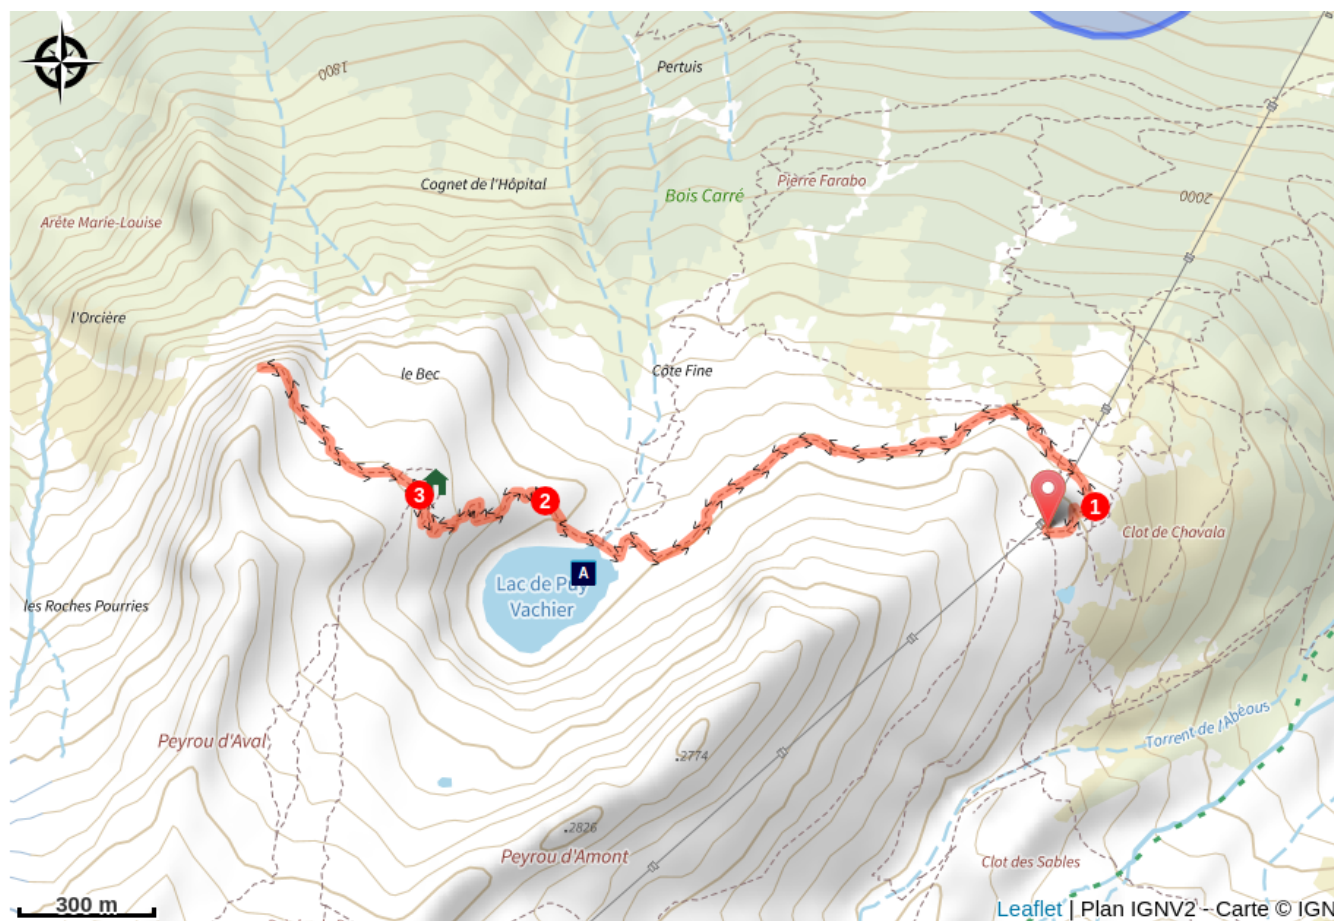 1800
Pertuis
Cognet de l'Hôpital
Bois Carré
Pierre Farabo
2000
Arête Marie-Louise
l'Orcière
le Bec
Côte Fine
3
2
1
Clot de Chavala
A
Lac de Puy
Vachier
les Roches Pourries
Peyrou d'Aval
.2774
Torrent de l'Abéous
.2826
Peyrou d'Amont
Clot des Sables
300 m
Leaflet | Plan IGNV2 - Carte © IGN